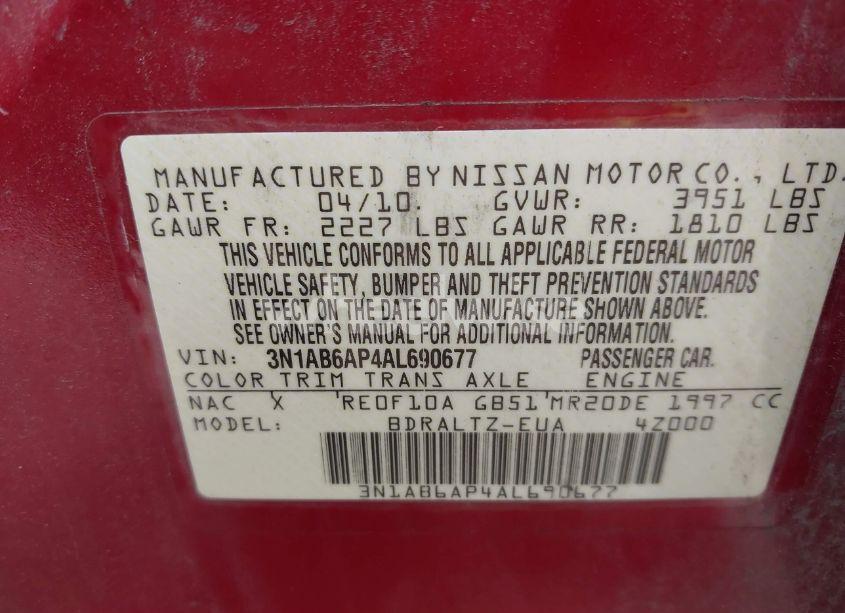 MANUFACTURED BY NISSAN MOTOR CO., LTD.
DATE: 04/10 GVWR: 3951 LBS
GAWR FR: 2227 LBS GAWR RR: 1810 LBS
THIS VEHICLE CONFORMS TO ALL APPLICABLE FEDERAL MOTOR
VEHICLE SAFETY, BUMPER AND THEFT PREVENTION STANDARDS
IN EFFECT ON THE DATE OF MANUFACTURE SHOWN ABOVE.
SEE OWNER'S MANUAL FOR ADDITIONAL INFORMATION.
VIN: 3N1AB6AP4AL690677 PASSENGER CAR.
COLOR TRIM TRANS AXLE ENGINE
NAC X 'RE0F10A GB51'MR20DE 1997 CC
MODEL: BDRALTZ-EUA 4Z000
3N1AB6AP4AL690677